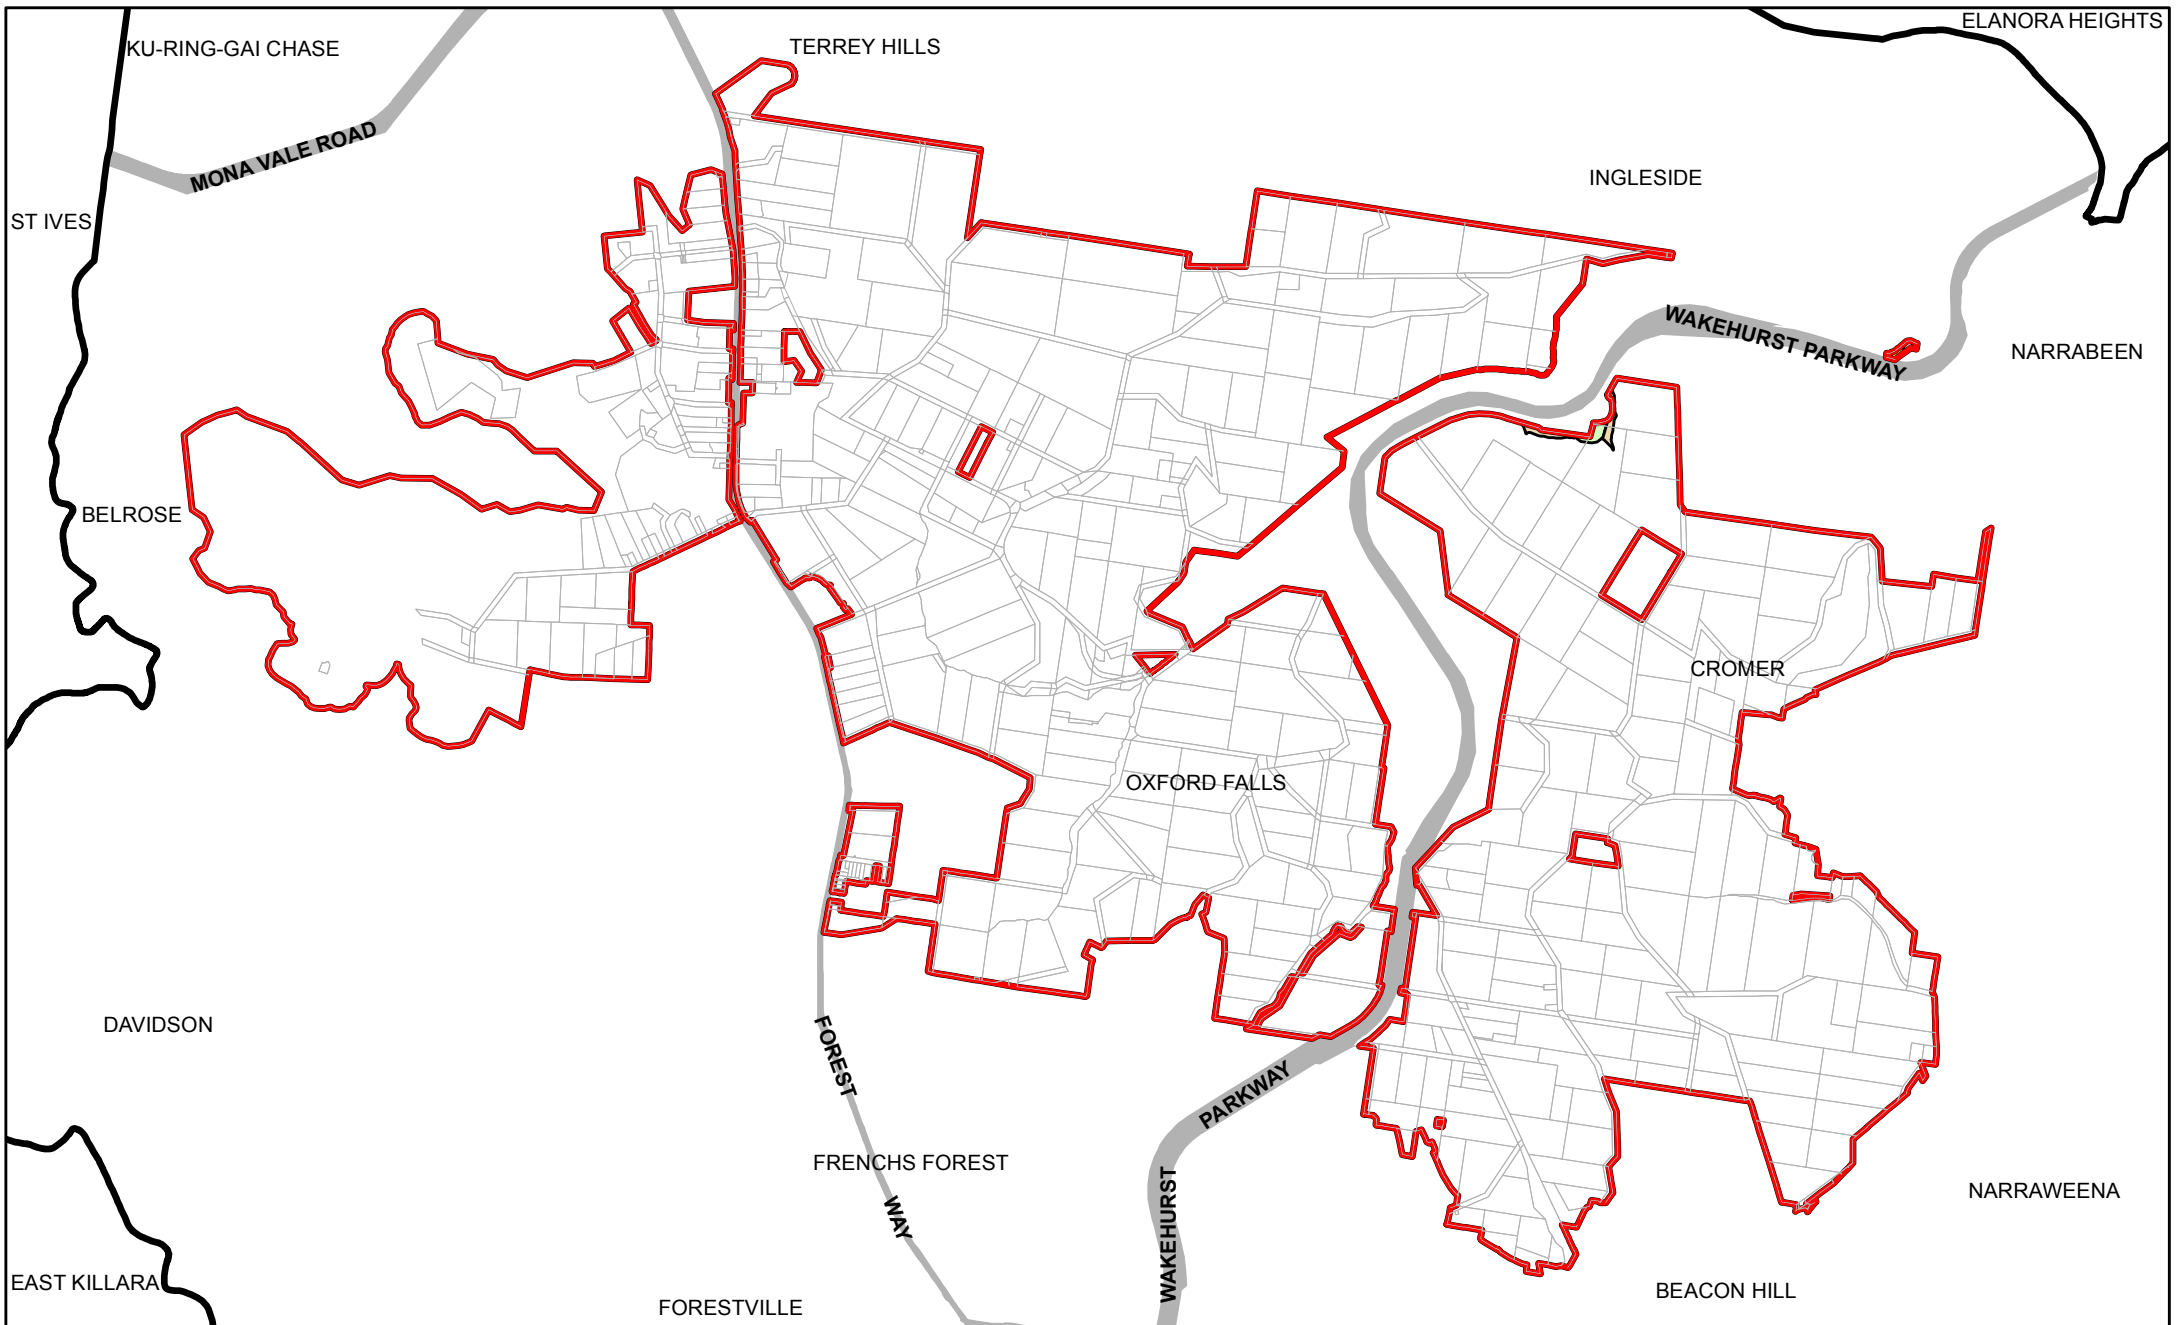 ELANORA HEIGHTS
KU-RING-GAI CHASE
TERREY HILLS
MONA VALE ROAD
INGLESIDE
ST IVES
WAKEHURST PARKWAY
NARRABEEN
BELROSE
CROMER
OXFORD FALLS
DAVIDSON
FOREST
WAY
PARKWAY
WAKEHURST
FRENCHS FOREST
NARRAWEENA
EAST KILLARA
BEACON HILL
FORESTVILLE